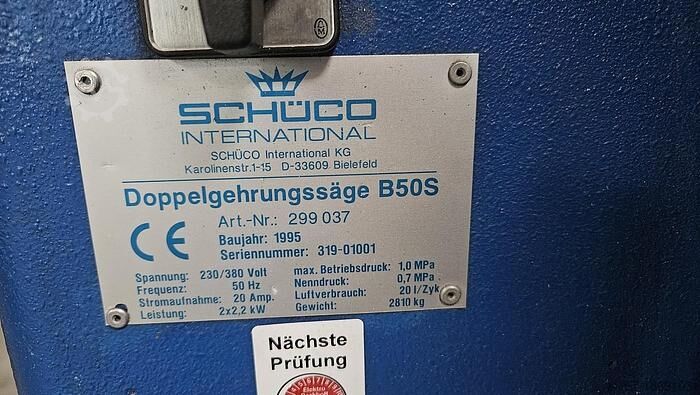 SCHÜCO
INTERNATIONAL
SCHÜCO International KG
Karolinenstr.1-15 D-33609 Bielefeld
Doppelgehrungssäge B50S
Art.-Nr.: 299 037
CE
Baujahr: 1995
Seriennummer: 319-01001
Spannung: 230/380 Volt
Frequenz: 50 Hz
Stromaufnahme: 20 Amp.
Leistung: 2x2,2 kW
max. Betriebsdruck: 1,0 MPa
Nenndruck: 0,7 MPa
Luftverbrauch: 20 l/Zyk
Gewicht: 2810 kg
Nächste
Prüfung